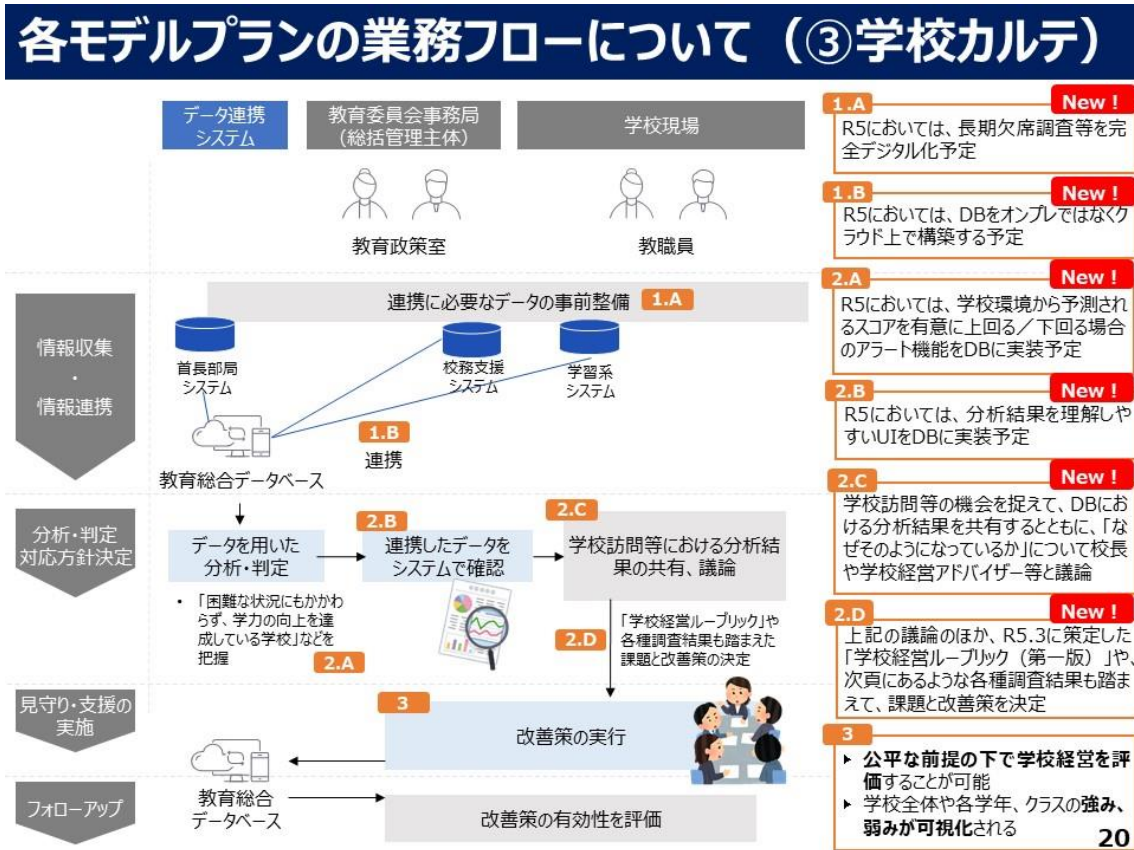 各モデルプランの業務フローについて（③学校カルテ）
データ連携
システム
教育委員会事務局
（総括管理主体）
学校現場
教育政策室
教職員
情報収集
・
情報連携
連携に必要なデータの事前整備
1.A
首長部局
システム
校務支援
システム
学習系
システム
1.B
連携
教育総合データベース
分析・判定
対応方針決定
データを用いた
分析・判定
2.B
連携したデータを
システムで確認
2.C
学校訪問等における分析結
果の共有、議論
• 「困難な状況にもかかわ
らず、学力の向上を達
成している学校」などを
把握
2.A
2.D
「学校経営ルーブリック」や
各種調査結果も踏まえた
課題と改善策の決定
見守り・支援の
実施
3
改善策の実行
フォローアップ
教育総合
データベース
改善策の有効性を評価
1.A
New！
R5においては、長期欠席調査等を完
全デジタル化予定
1.B
New！
R5においては、DBをオンプレではなくク
ラウド上で構築する予定
2.A
New！
R5においては、学校環境から予測され
るスコアを有意に上回る／下回る場合
のアラート機能をDBに実装予定
2.B
New！
R5においては、分析結果を理解しや
すいUIをDBに実装予定
2.C
New！
学校訪問等の機会を捉えて、DBにお
ける分析結果を共有するとともに、「な
ぜそのようになっているか」について校長
や学校経営アドバイザー等と議論
2.D
New！
上記の議論のほか、R5.3に策定した
「学校経営ルーブリック（第一版）」や、
次頁にあるような各種調査結果も踏ま
えて、課題と改善策を決定
3
▶ 公平な前提の下で学校経営を評
価することが可能
▶ 学校全体や各学年、クラスの強み、
弱みが可視化される
20